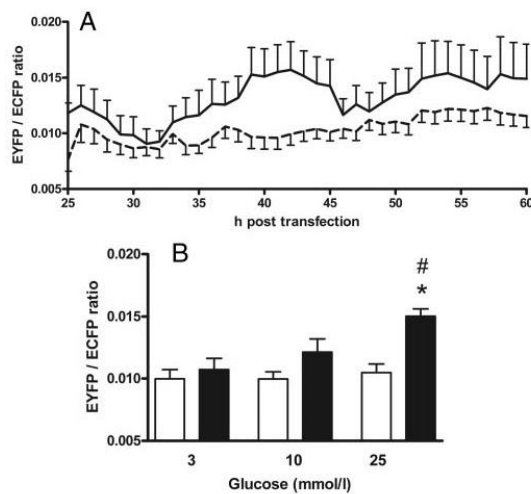 A
EYFP / ECFP ratio
0.020
0.015
0.010
0.005
25 30 35 40 45 50 55 60
h post transfection
B
EYFP / ECFP ratio
0.020
0.015
0.010
0.005
#
*
3 10 25
Glucose (mmol/l)